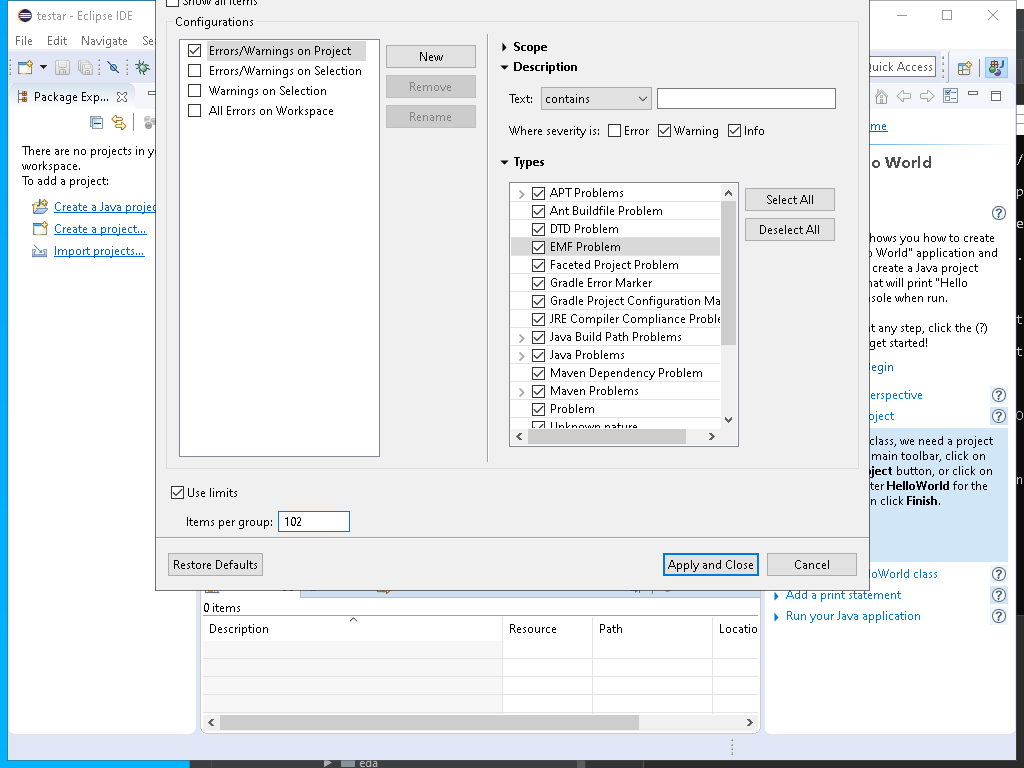 testar - Eclipse IDE
File Edit Navigate Se
Quick Access
Package Exp...
There are no projects in y
workspace.
To add a project:
Create a Java projec
Create a project...
Import projects...
Show all items
Configurations
Errors/Warnings on Project
Errors/Warnings on Selection
Warnings on Selection
All Errors on Workspace
New
Remove
Rename
Scope
Description
Text: contains
Where severity is: Error Warning Info
Types
APT Problems
Ant Buildfile Problem
DTD Problem
EMF Problem
Faceted Project Problem
Gradle Error Marker
Gradle Project Configuration Ma
JRE Compiler Compliance Proble
Java Build Path Problems
Java Problems
Maven Dependency Problem
Maven Problems
Problem
Unknown nature
Select All
Deselect All
Use limits
Items per group: 102
Restore Defaults
Apply and Close
Cancel
0 items
Description Resource Path Locatio
me
o World
hows you how to create
o World" application and
create a Java project
hat will print "Hello
nsole when run.
t any step, click the (?)
get started!
Begin
erspective
oject
class, we need a project
main toolbar, click on
ject button, or click on
ter HelloWorld for the
n click Finish.
loWorld class
Add a print statement
Run your Java application
eda